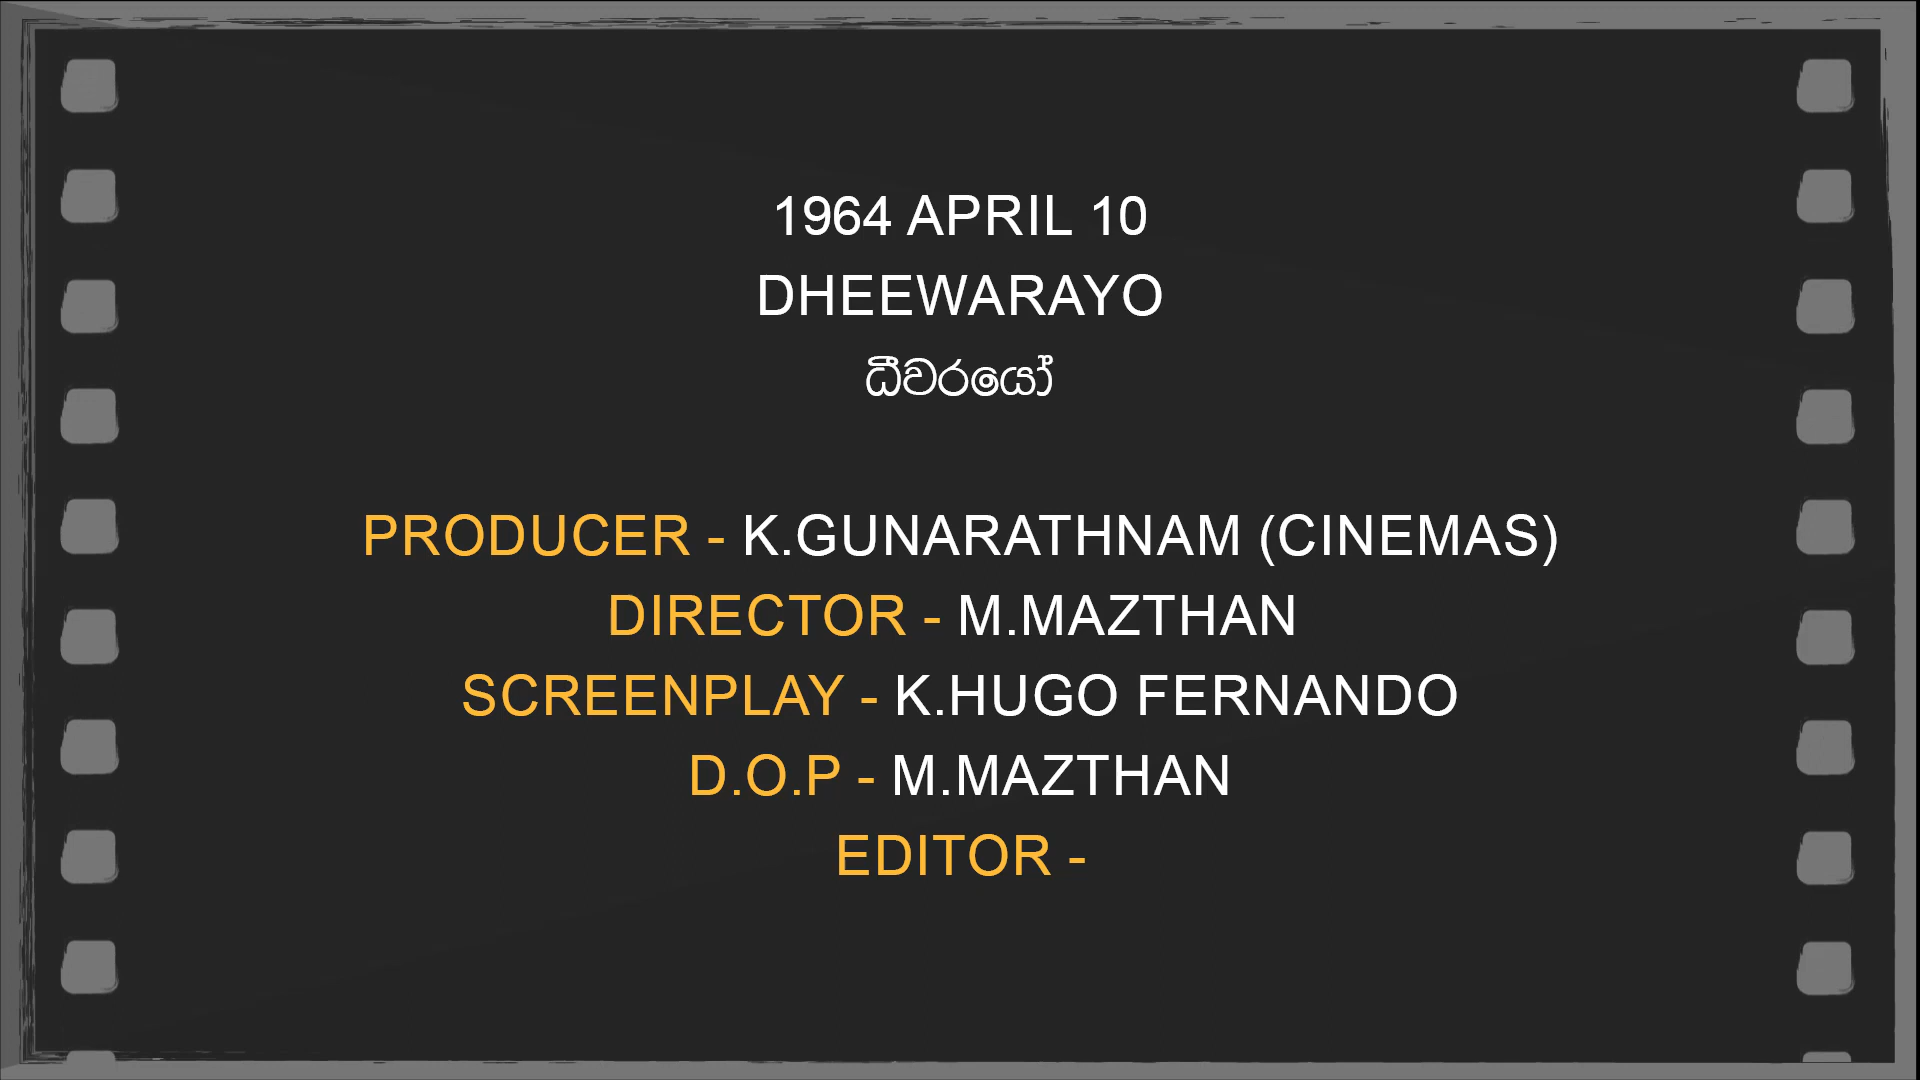 1964 APRIL 10
DHEEWARAYO
ධීවරයෝ
PRODUCER - K.GUNARATHNAM (CINEMAS)
DIRECTOR - M.MAZTHAN
SCREENPLAY - K.HUGO FERNANDO
D.O.P - M.MAZTHAN
EDITOR -